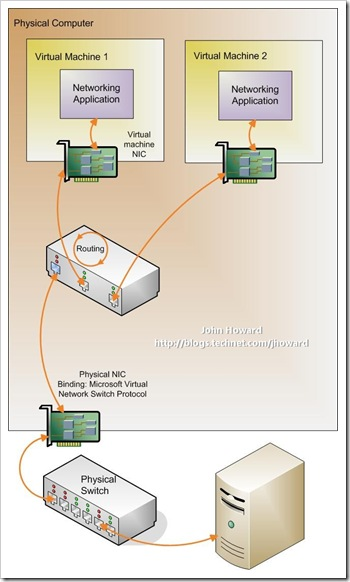 Physical Computer
Virtual Machine 1
Virtual Machine 2
Networking
Application
Networking
Application
Virtual
machine
NIC
Routing
John Howard
http://blogs.technet.com/jhoward
Physical NIC
Binding: Microsoft Virtual
Network Switch Protocol
Physical
Switch